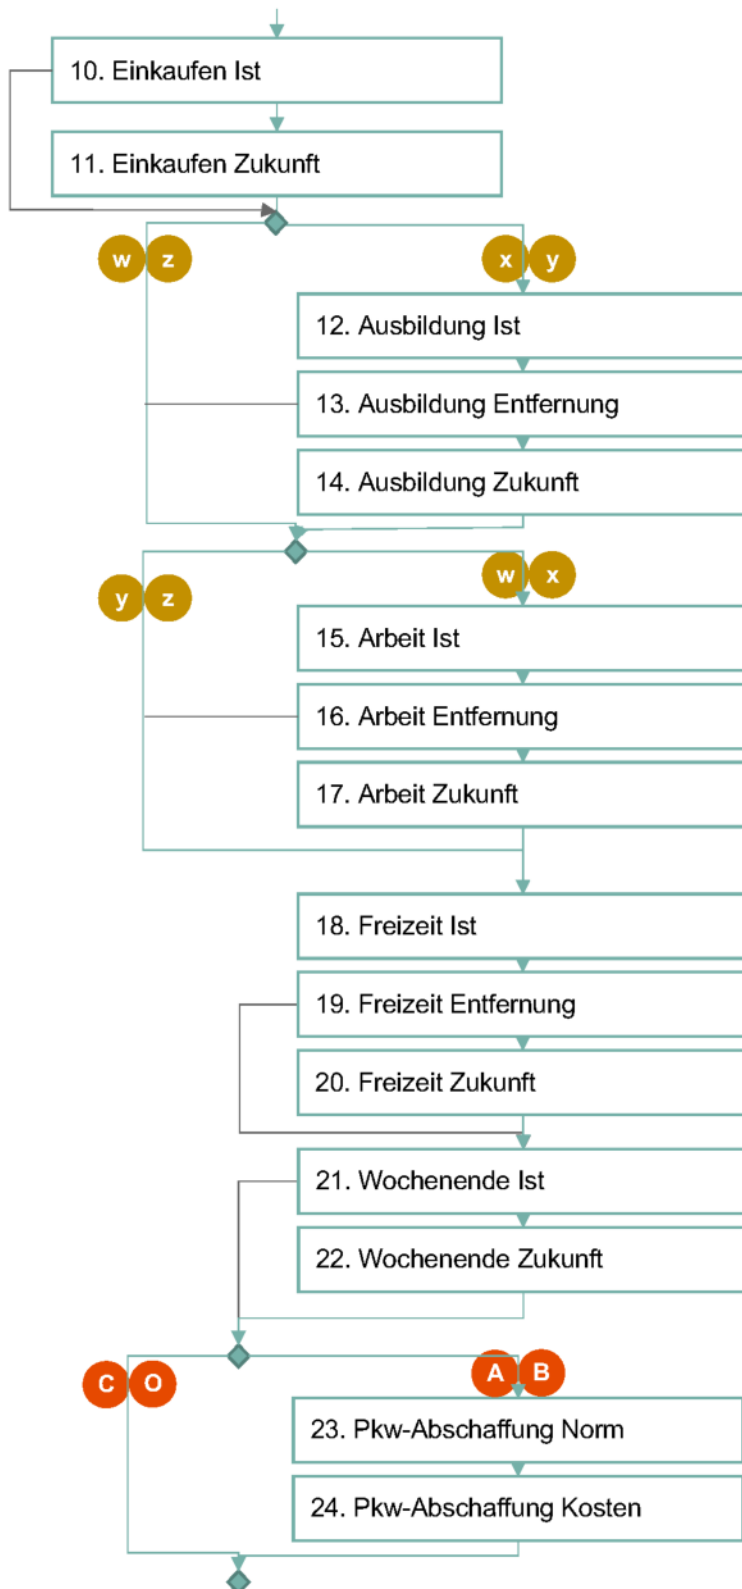 10. Einkaufen Ist
11. Einkaufen Zukunft
w z x y
12. Ausbildung Ist
13. Ausbildung Entfernung
14. Ausbildung Zukunft
y z w x
15. Arbeit Ist
16. Arbeit Entfernung
17. Arbeit Zukunft
18. Freizeit Ist
19. Freizeit Entfernung
20. Freizeit Zukunft
21. Wochenende Ist
22. Wochenende Zukunft
C O A B
23. Pkw-Abschaffung Norm
24. Pkw-Abschaffung Kosten